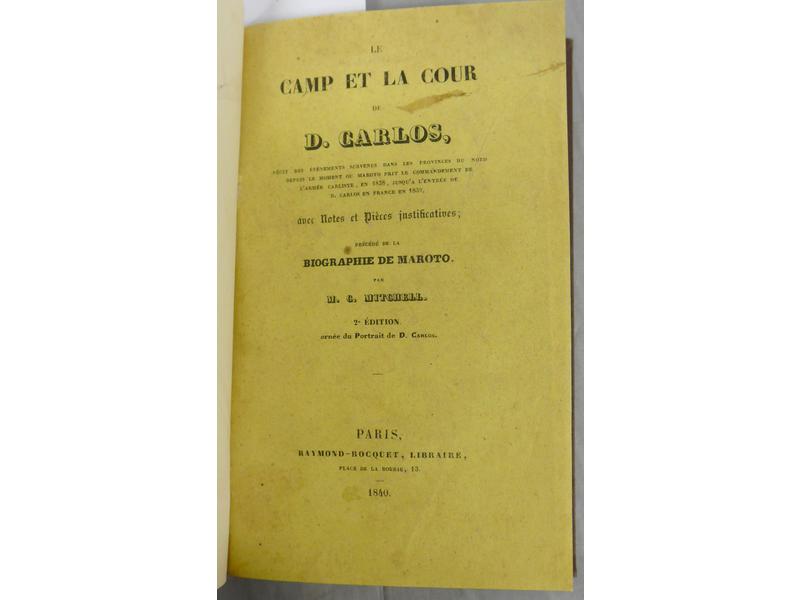 LE
CAMP ET LA COUR
DE
D. CARLOS,
RÉCIT DES ÉVÉNEMENTS SURVENUS DANS LES PROVINCES DU NORD
DEPUIS LE MOMENT OU MAROTO PRIT LE COMMANDEMENT DE
L'ARMÉE CARLISTE, EN 1838, JUSQU'A L'ENTRÉE DE
D. CARLOS EN FRANCE EN 1839,
avec Notes et Pièces justificatives;
PRÉCÉDÉ DE LA
BIOGRAPHIE DE MAROTO.
PAR
M. G. MITCHELL.
2e ÉDITION.
ornée du Portrait de D. CARLOS.
PARIS,
RAYMOND-BOCQUET, LIBRAIRE,
PLACE DE LA BOURSE, 13.
1840.